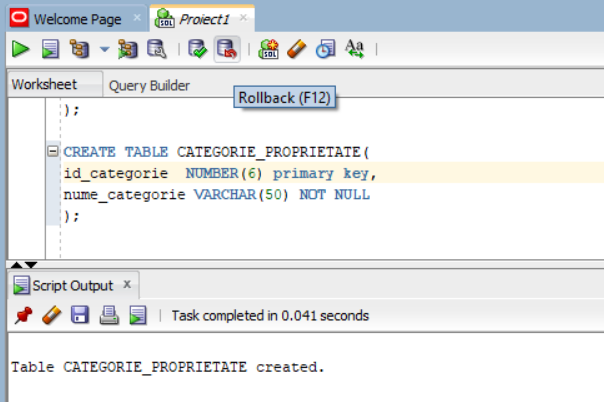 Welcome Page
Proiect1
Worksheet
Query Builder
Rollback (F12)
);
CREATE TABLE CATEGORIE_PROPRIETATE(
id_categorie NUMBER(6) primary key,
nume_categorie VARCHAR(50) NOT NULL
);
Script Output x
Task completed in 0.041 seconds
Table CATEGORIE_PROPRIETATE created.